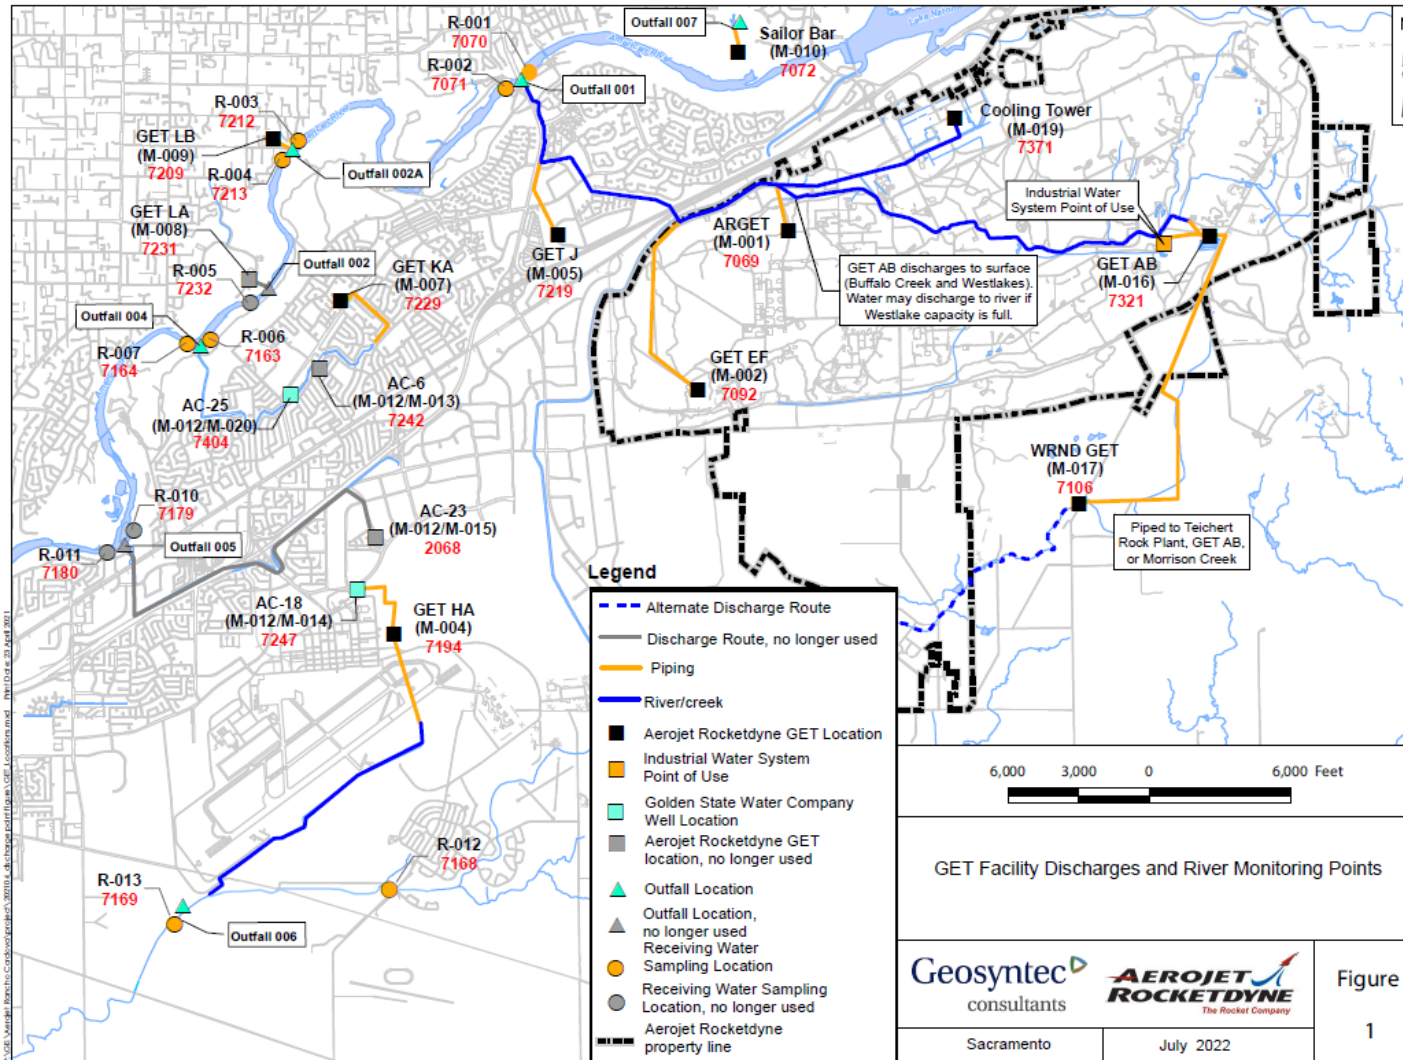 R-001
7070
R-002
7071
Outfall 007
Sailor Bar
(M-010)
7072
Outfall 001
R-003
7212
GET LB
(M-009)
7209
R-004
7213
Outfall 002A
Cooling Tower
(M-019)
7371
Industrial Water
System Point of Use
GET LA
(M-008)
7231
R-005
7232
Outfall 002
GET KA
(M-007)
7229
GET J
(M-005)
7219
ARGET
(M-001)
7069
GET AB discharges to surface
(Buffalo Creek and Westlakes).
Water may discharge to river if
Westlake capacity is full.
GET AB
(M-016)
7321
Outfall 004
R-007
7164
R-006
7163
GET EF
(M-002)
7092
AC-25
(M-012/M-020)
7404
AC-6
(M-012/M-013)
7242
WRND GET
(M-017)
7106
Piped to Teichert
Rock Plant, GET AB,
or Morrison Creek
R-010
7179
R-011
7180
Outfall 005
AC-23
(M-012/M-015)
2068
AC-18
(M-012/M-014)
7247
GET HA
(M-004)
7194
R-012
7168
R-013
7169
Outfall 006
Legend
Alternate Discharge Route
Discharge Route, no longer used
Piping
River/creek
Aerojet Rocketdyne GET Location
Industrial Water System
Point of Use
Golden State Water Company
Well Location
Aerojet Rocketdyne GET
location, no longer used
Outfall Location
Outfall Location,
no longer used
Receiving Water
Sampling Location
Receiving Water Sampling
Location, no longer used
Aerojet Rocketdyne
property line
6,000 3,000 0 6,000 Feet
GET Facility Discharges and River Monitoring Points
Geosyntec
consultants
AEROJET
ROCKETDYNE
The Rocket Company
Figure
1
Sacramento
July 2022